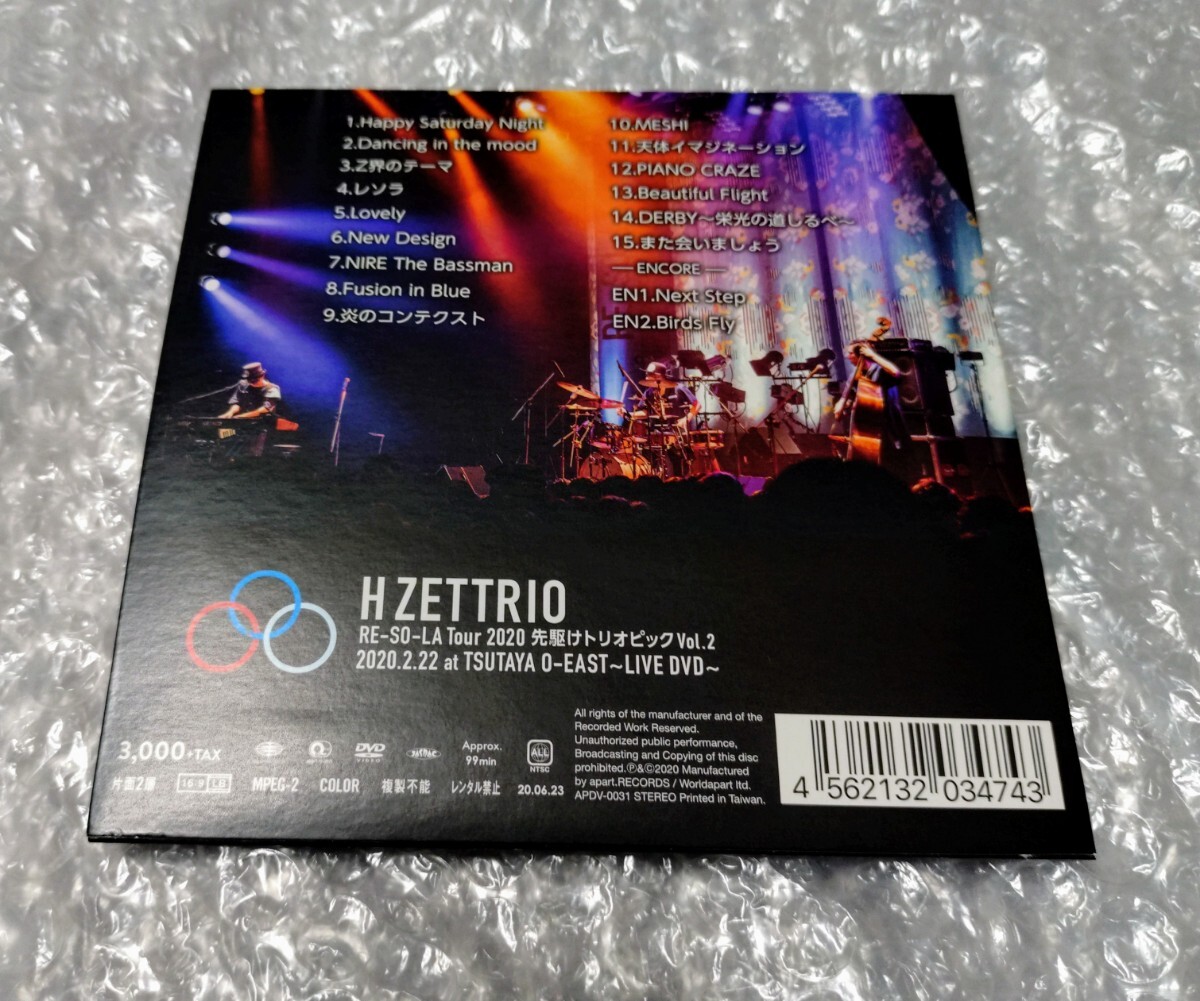 1.Happy Saturday Night
2.Dancing in the mood
3.Z界のテーマ
4.レソラ
5.Lovely
6.New Design
7.NIRE The Bassman
8.Fusion in Blue
9.炎のコンテクスト
10.MESHI
11.天体イマジネーション
12.PIANO CRAZE
13.Beautiful Flight
14.DERBY～栄光の道しるべ～
15.また会いましょう
— ENCORE —
EN1.Next Step
EN2.Birds Fly
H ZETTRIO
RE-SO-LA Tour 2020 先駆けトリオピック Vol.2
2020.2.22 at TSUTAYA O-EAST～LIVE DVD～
3,000+TAX
DVD VIDEO
JASRAC
Approx. 99min
ALL NTSC
片面2層
16:9 LB
MPEG-2
COLOR
複製不能
レンタル禁止
20.06.23
All rights of the manufacturer and of the
Recorded Work Reserved.
Unauthorized public performance,
Broadcasting and Copying of this disc
prohibited.Ⓟ&©2020 Manufactured
by apart.RECORDS / Worldapart ltd.
APDV-0031 STEREO Printed in Taiwan.
4 562132 034743